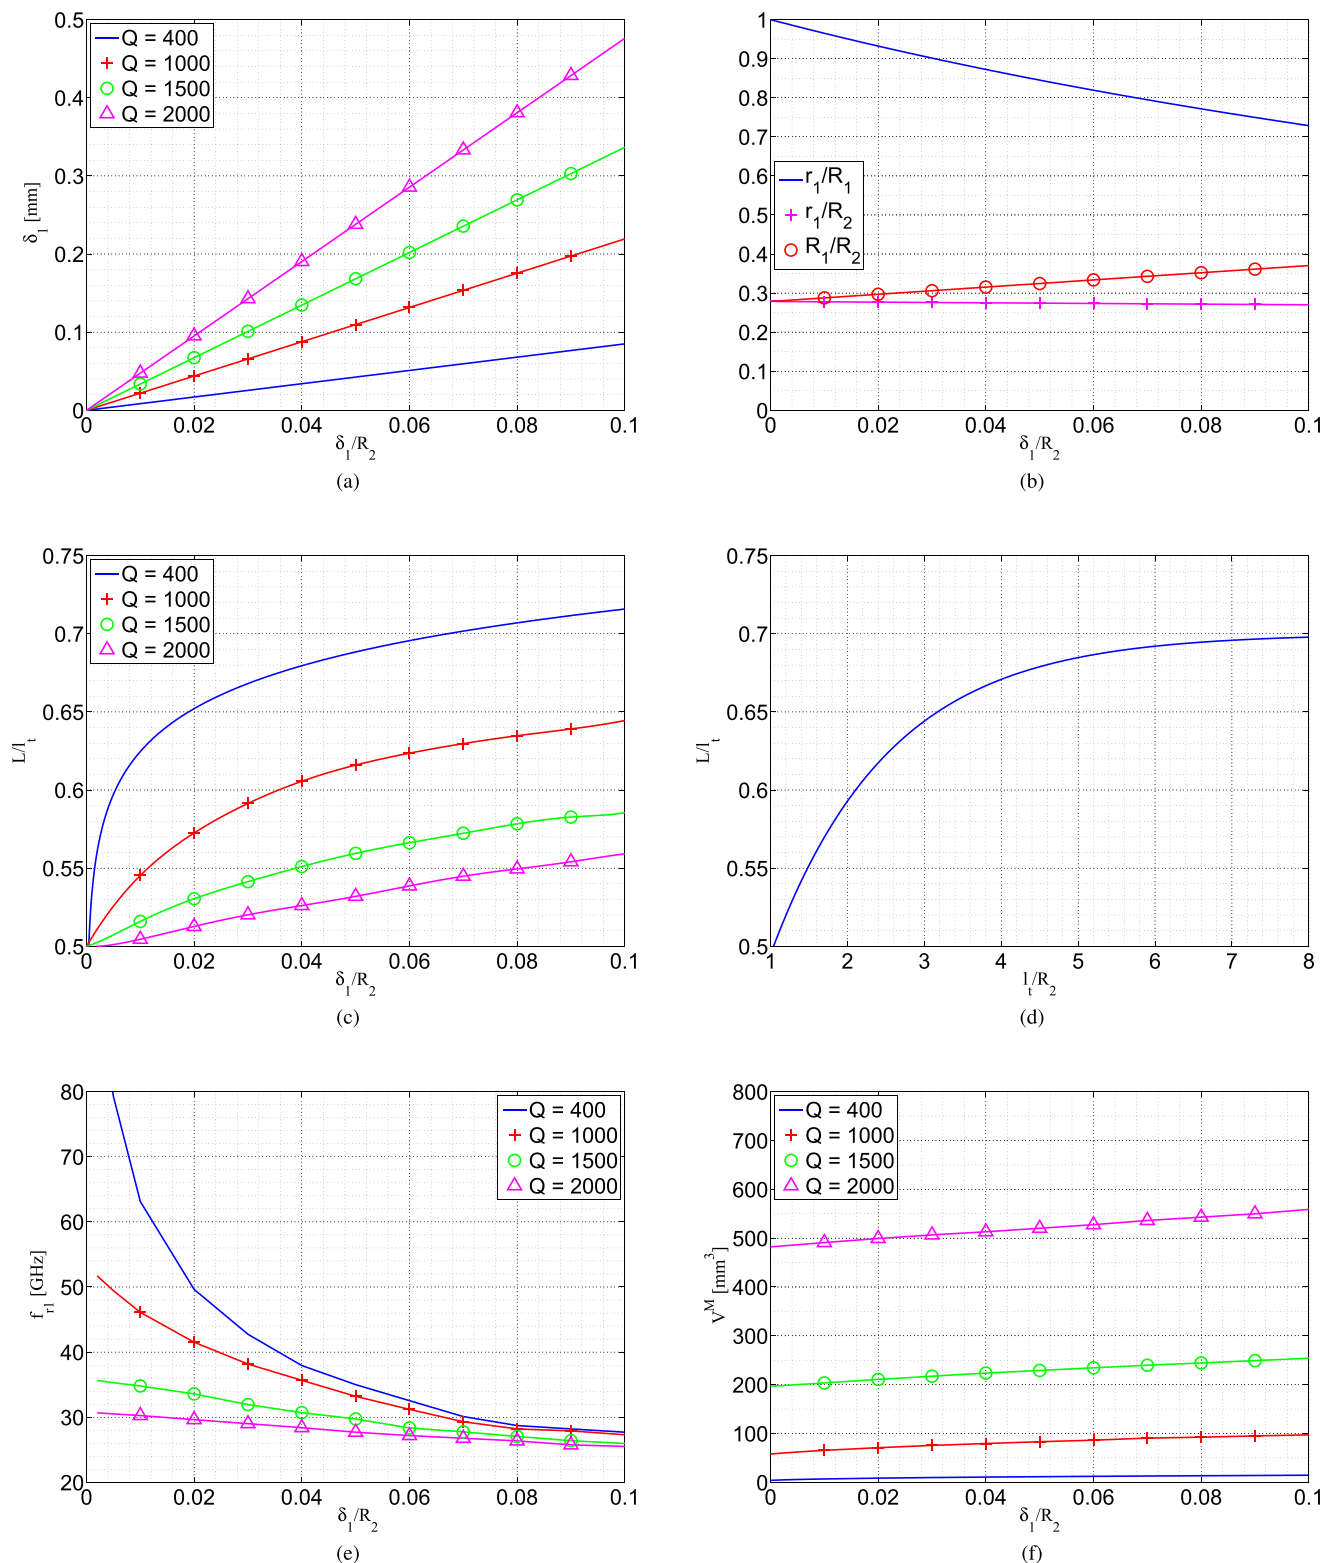 0.5
0.4
0.3
0.2
0.1
0
δ1 [mm]
Q = 400
Q = 1000
Q = 1500
Q = 2000
0 0.02 0.04 0.06 0.08 0.1
δ1/R2
(a)
1
0.9
0.8
0.7
0.6
0.5
0.4
0.3
0.2
0.1
0
r1/R1
r1/R2
R1/R2
0 0.02 0.04 0.06 0.08 0.1
δ1/R2
(b)
0.75
0.7
0.65
0.6
0.55
0.5
L/lt
Q = 400
Q = 1000
Q = 1500
Q = 2000
0 0.02 0.04 0.06 0.08 0.1
δ1/R2
(c)
0.75
0.7
0.65
0.6
0.55
0.5
L/lt
1 2 3 4 5 6 7 8
lt/R2
(d)
80
70
60
50
40
30
20
fr1 [GHz]
Q = 400
Q = 1000
Q = 1500
Q = 2000
0 0.02 0.04 0.06 0.08 0.1
δ1/R2
(e)
800
700
600
500
400
300
200
100
0
V^M [mm^3]
Q = 400
Q = 1000
Q = 1500
Q = 2000
0 0.02 0.04 0.06 0.08 0.1
δ1/R2
(f)